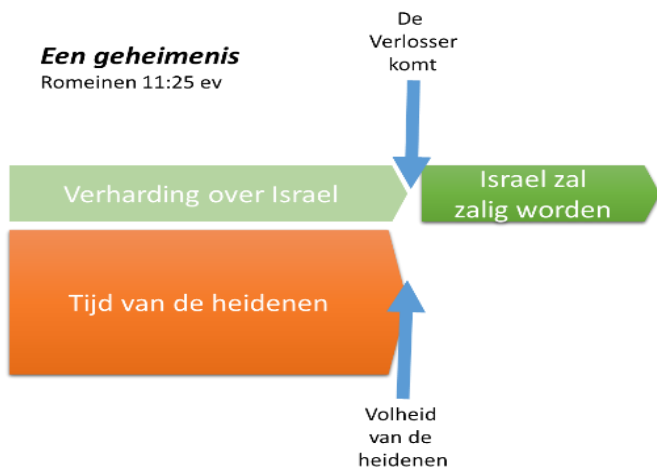 Een geheimenis
Romeinen 11:25 ev
De
Verlosser
komt
Verharding over Israel
Israel zal
zalig worden
Tijd van de heidenen
Volheid
van de
heidenen